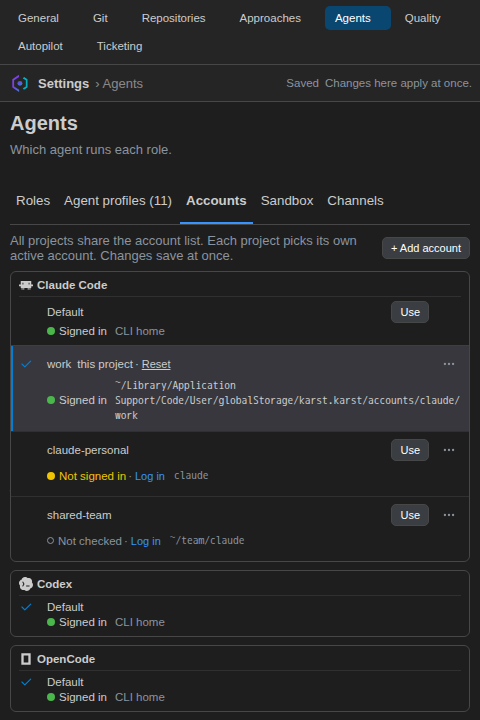 General Git Repositories Approaches Agents Quality
Autopilot Ticketing
Settings › Agents Saved Changes here apply at once.
Agents
Which agent runs each role.
Roles Agent profiles (11) Accounts Sandbox Channels
All projects share the account list. Each project picks its own
active account. Changes save at once.
+ Add account
Claude Code
Default Use
Signed in CLI home
work this project · Reset ···
~/Library/Application
Signed in Support/Code/User/globalStorage/karst.karst/accounts/claude/
work
claude-personal Use ···
Not signed in · Log in claude
shared-team Use ···
Not checked · Log in ~/team/claude
Codex
Default
Signed in CLI home
OpenCode
Default
Signed in CLI home